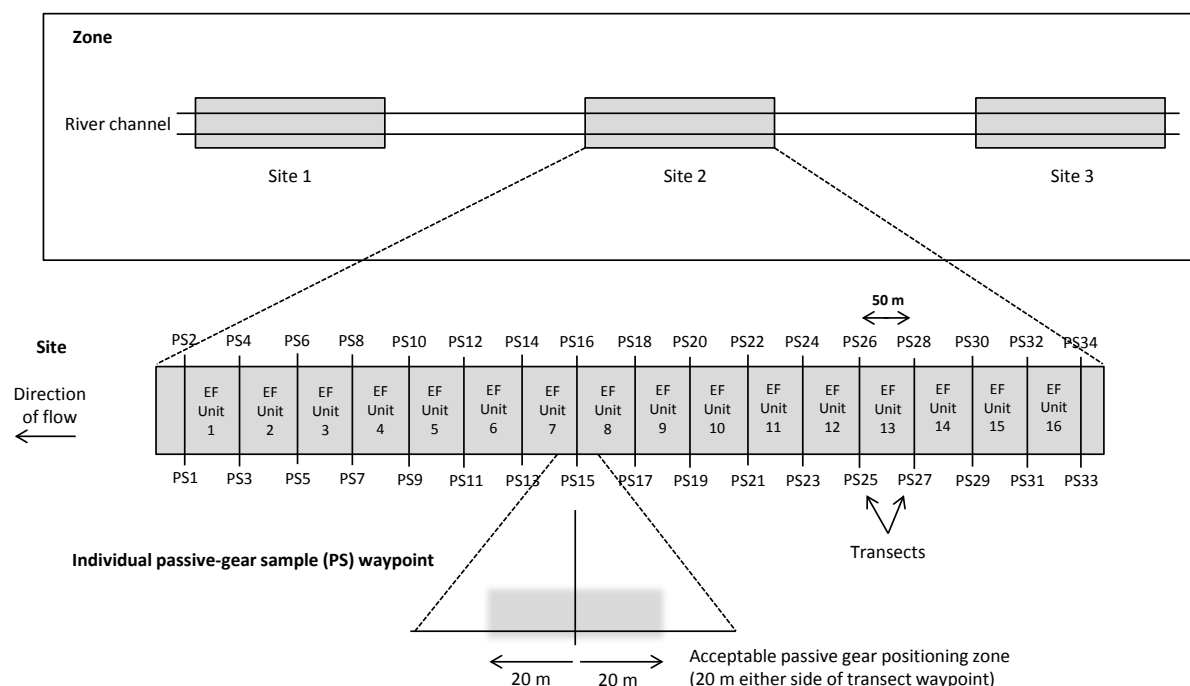 Zone
River channel
Site 1
Site 2
Site 3
50 m
PS2 PS4 PS6 PS8 PS10 PS12 PS14 PS16 PS18 PS20 PS22 PS24 PS26 PS28 PS30 PS32 PS34
Site
Direction
of flow
EF
Unit
1
EF
Unit
2
EF
Unit
3
EF
Unit
4
EF
Unit
5
EF
Unit
6
EF
Unit
7
EF
Unit
8
EF
Unit
9
EF
Unit
10
EF
Unit
11
EF
Unit
12
EF
Unit
13
EF
Unit
14
EF
Unit
15
EF
Unit
16
PS1 PS3 PS5 PS7 PS9 PS11 PS13 PS15 PS17 PS19 PS21 PS23 PS25 PS27 PS29 PS31 PS33
Transects
Individual passive-gear sample (PS) waypoint
20 m
20 m
Acceptable passive gear positioning zone
(20 m either side of transect waypoint)